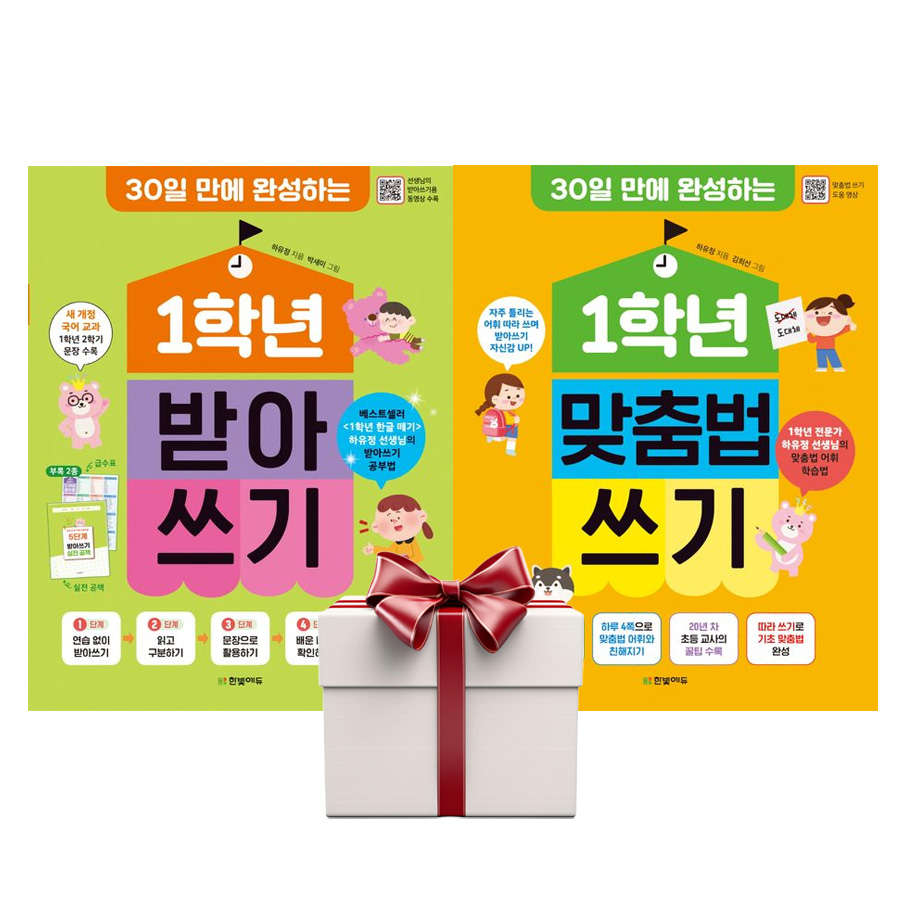 30일 만에 완성하는
선생님의
받아쓰기용
동영상 수록
하유정 지음 박세미 그림
새 개정
국어 교과
1학년 2학기
문장 수록
1학년
받아
쓰기
베스트셀러
<1학년 한글 떼기>
하유정 선생님의
받아쓰기
공부법
부록 2종
급수표
5단계
받아쓰기
실전 공책
실전 공책
1 단계
연습 없이
받아쓰기
2 단계
읽고
구분하기
3 단계
문장으로
활용하기
4
배운
한빛에듀
30일 만에 완성하는
맞춤법 쓰기
도움 영상
하유정 지음 김희선 그림
자주 틀리는
어휘 따라 쓰며
받아쓰기
자신감 UP!
1학년
도대체
맞춤법
쓰기
1학년 전문가
하유정 선생님의
맞춤법 어휘
학습법
하루 4쪽으로
맞춤법 어휘와
친해지기
20년 차
초등 교사의
꿀팁 수록
따라 쓰기로
기초 맞춤법
완성
한빛에듀